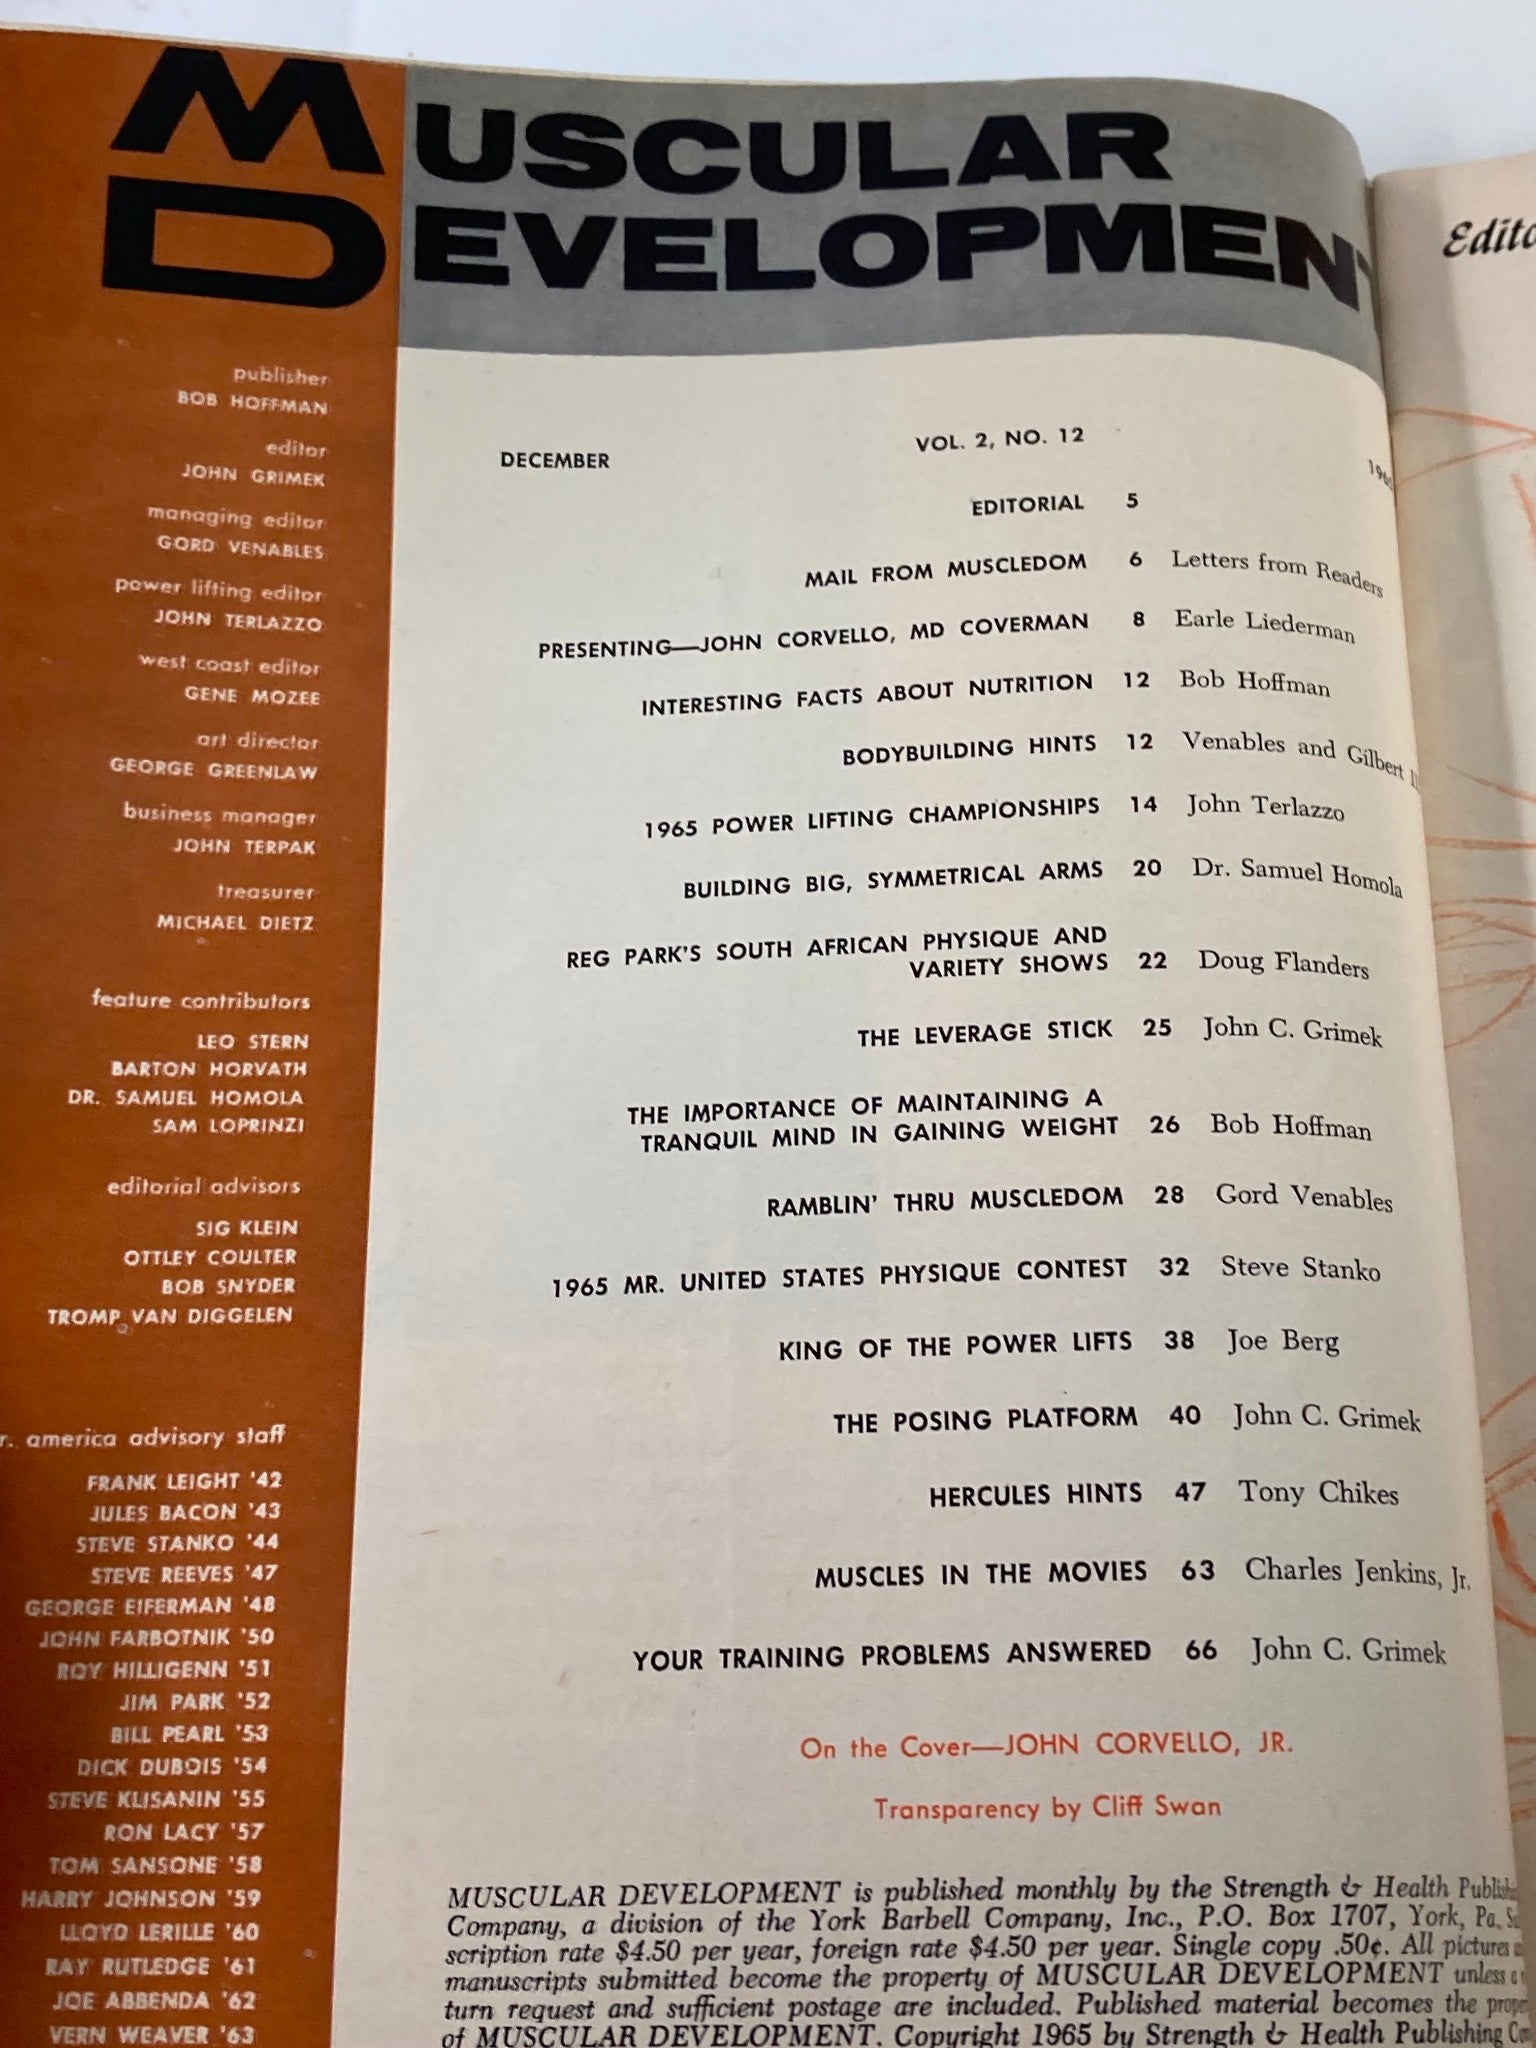 MUSCULAR
DEVELOPMENT
publisher
BOB HOFFMAN
editor
JOHN GRIMEK
managing editor
GORD VENABLES
power lifting editor
JOHN TERLAZZO
west coast editor
GENE MOZEE
art director
GEORGE GREENLAW
business manager
JOHN TERPAK
treasurer
MICHAEL DIETZ
feature contributors
LEO STERN
BARTON HORVATH
DR. SAMUEL HOMOLA
SAM LOPRINZI
editorial advisors
SIG KLEIN
OTTLEY COULTER
BOB SNYDER
TROMP VAN DIGGELEN
r. america advisory staff
FRANK LEIGHT '42
JULES BACON '43
STEVE STANKO '44
STEVE REEVES '47
GEORGE EIFERMAN '48
JOHN FARBOTNIK '50
ROY HILLIGENN '51
JIM PARK '52
BILL PEARL '53
DICK DUBOIS '54
STEVE KLISANIN '55
RON LACY '57
TOM SANSONE '58
HARRY JOHNSON '59
LLOYD LERILLE '60
RAY RUTLEDGE '61
JOE ABBENDA '62
VERN WEAVER '63
DECEMBER VOL. 2, NO. 12
EDITORIAL 5
MAIL FROM MUSCLEDOM 6 Letters from Readers
PRESENTING—JOHN CORVELLO, MD COVERMAN 8 Earle Liederman
INTERESTING FACTS ABOUT NUTRITION 12 Bob Hoffman
BODYBUILDING HINTS 12 Venables and Gilbert
1965 POWER LIFTING CHAMPIONSHIPS 14 John Terlazzo
BUILDING BIG, SYMMETRICAL ARMS 20 Dr. Samuel Homola
REG PARK'S SOUTH AFRICAN PHYSIQUE AND
VARIETY SHOWS 22 Doug Flanders
THE LEVERAGE STICK 25 John C. Grimek
THE IMPORTANCE OF MAINTAINING A
TRANQUIL MIND IN GAINING WEIGHT 26 Bob Hoffman
RAMBLIN' THRU MUSCLEDOM 28 Gord Venables
1965 MR. UNITED STATES PHYSIQUE CONTEST 32 Steve Stanko
KING OF THE POWER LIFTS 38 Joe Berg
THE POSING PLATFORM 40 John C. Grimek
HERCULES HINTS 47 Tony Chikes
MUSCLES IN THE MOVIES 63 Charles Jenkins, Jr.
YOUR TRAINING PROBLEMS ANSWERED 66 John C. Grimek
On the Cover—JOHN CORVELLO, JR.
Transparency by Cliff Swan
MUSCULAR DEVELOPMENT is published monthly by the Strength & Health Publish
Company, a division of the York Barbell Company, Inc., P.O. Box 1707, York, Pa.
scription rate $4.50 per year, foreign rate $4.50 per year. Single copy .50¢. All pictures
manuscripts submitted become the property of MUSCULAR DEVELOPMENT unless
turn request and sufficient postage are included. Published material becomes the prope
of MUSCULAR DEVELOPMENT. Copyright 1965 by Strength & Health Publishing
Edito